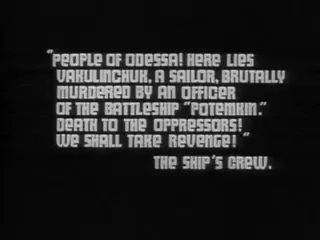 "PEOPLE OF ODESSA! HERE LIES
VAKULINCHUK, A SAILOR, BRUTALLY
MURDERED BY AN OFFICER
OF THE BATTLESHIP "POTEMKIN."
DEATH TO THE OPPRESSORS!
WE SHALL TAKE REVENGE!"
THE SHIP'S CREW.